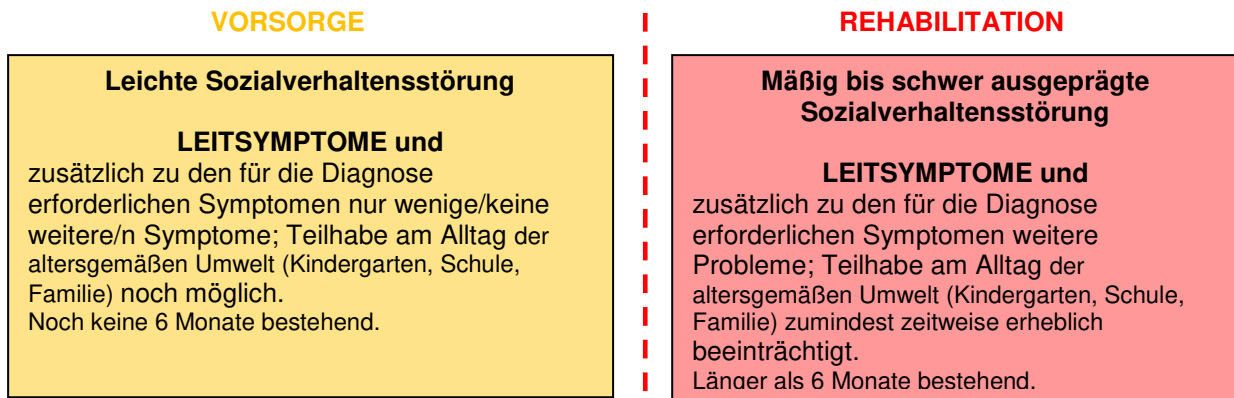 VORSORGE
Leichte Sozialverhaltensstörung
LEITSYMPTOME und
zusätzlich zu den für die Diagnose
erforderlichen Symptomen nur wenige/keine
weitere/n Symptome; Teilhabe am Alltag der
altersgemäßen Umwelt (Kindergarten, Schule,
Familie) noch möglich.
Noch keine 6 Monate bestehend.
REHABILITATION
Mäßig bis schwer ausgeprägte
Sozialverhaltensstörung
LEITSYMPTOME und
zusätzlich zu den für die Diagnose
erforderlichen Symptomen weitere
Probleme; Teilhabe am Alltag der
altersgemäßen Umwelt (Kindergarten, Schule,
Familie) zumindest zeitweise erheblich
beeinträchtigt.
Länger als 6 Monate bestehend.